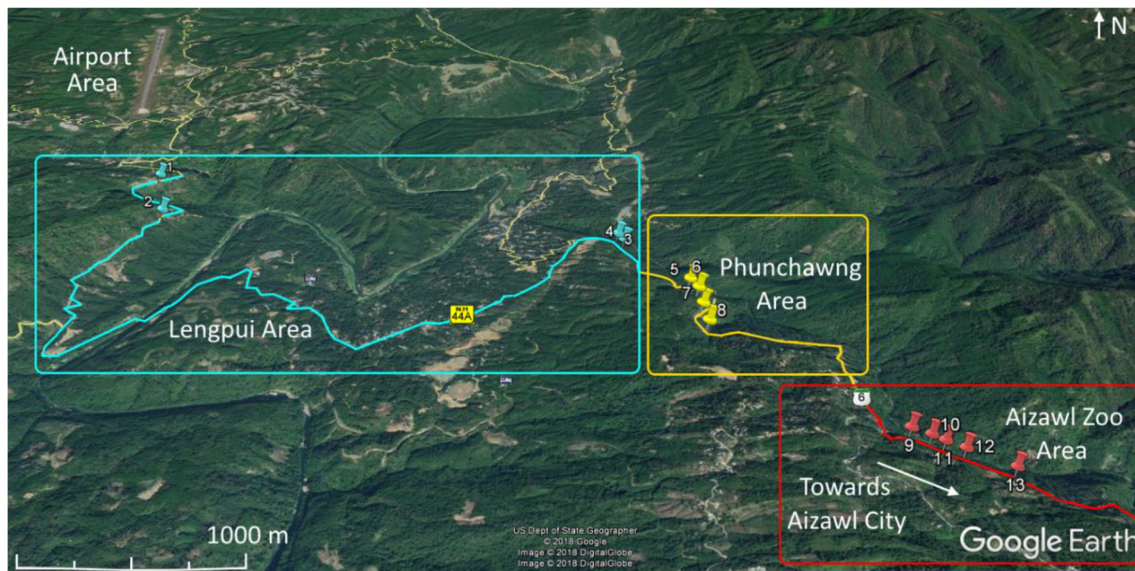 Airport
Area
N
1
2
4
3
5
6
7
8
Phunchawng
Area
NH
44A
Lengpui Area
6
9
10
11
12
13
Aizawl Zoo
Area
Towards
Aizawl City
1000 m
US Dept of State Geographer
© 2018 Google
Image © 2018 DigitalGlobe
Image © 2018 DigitalGlobe
Google Earth